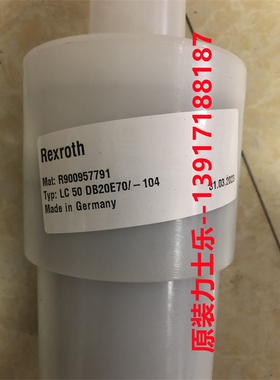 Rexroth
Mat: R900957791
Typ: LC 50 DB20E70/-104
Made in Germany
31.03.2023
原装力士乐--13917188187